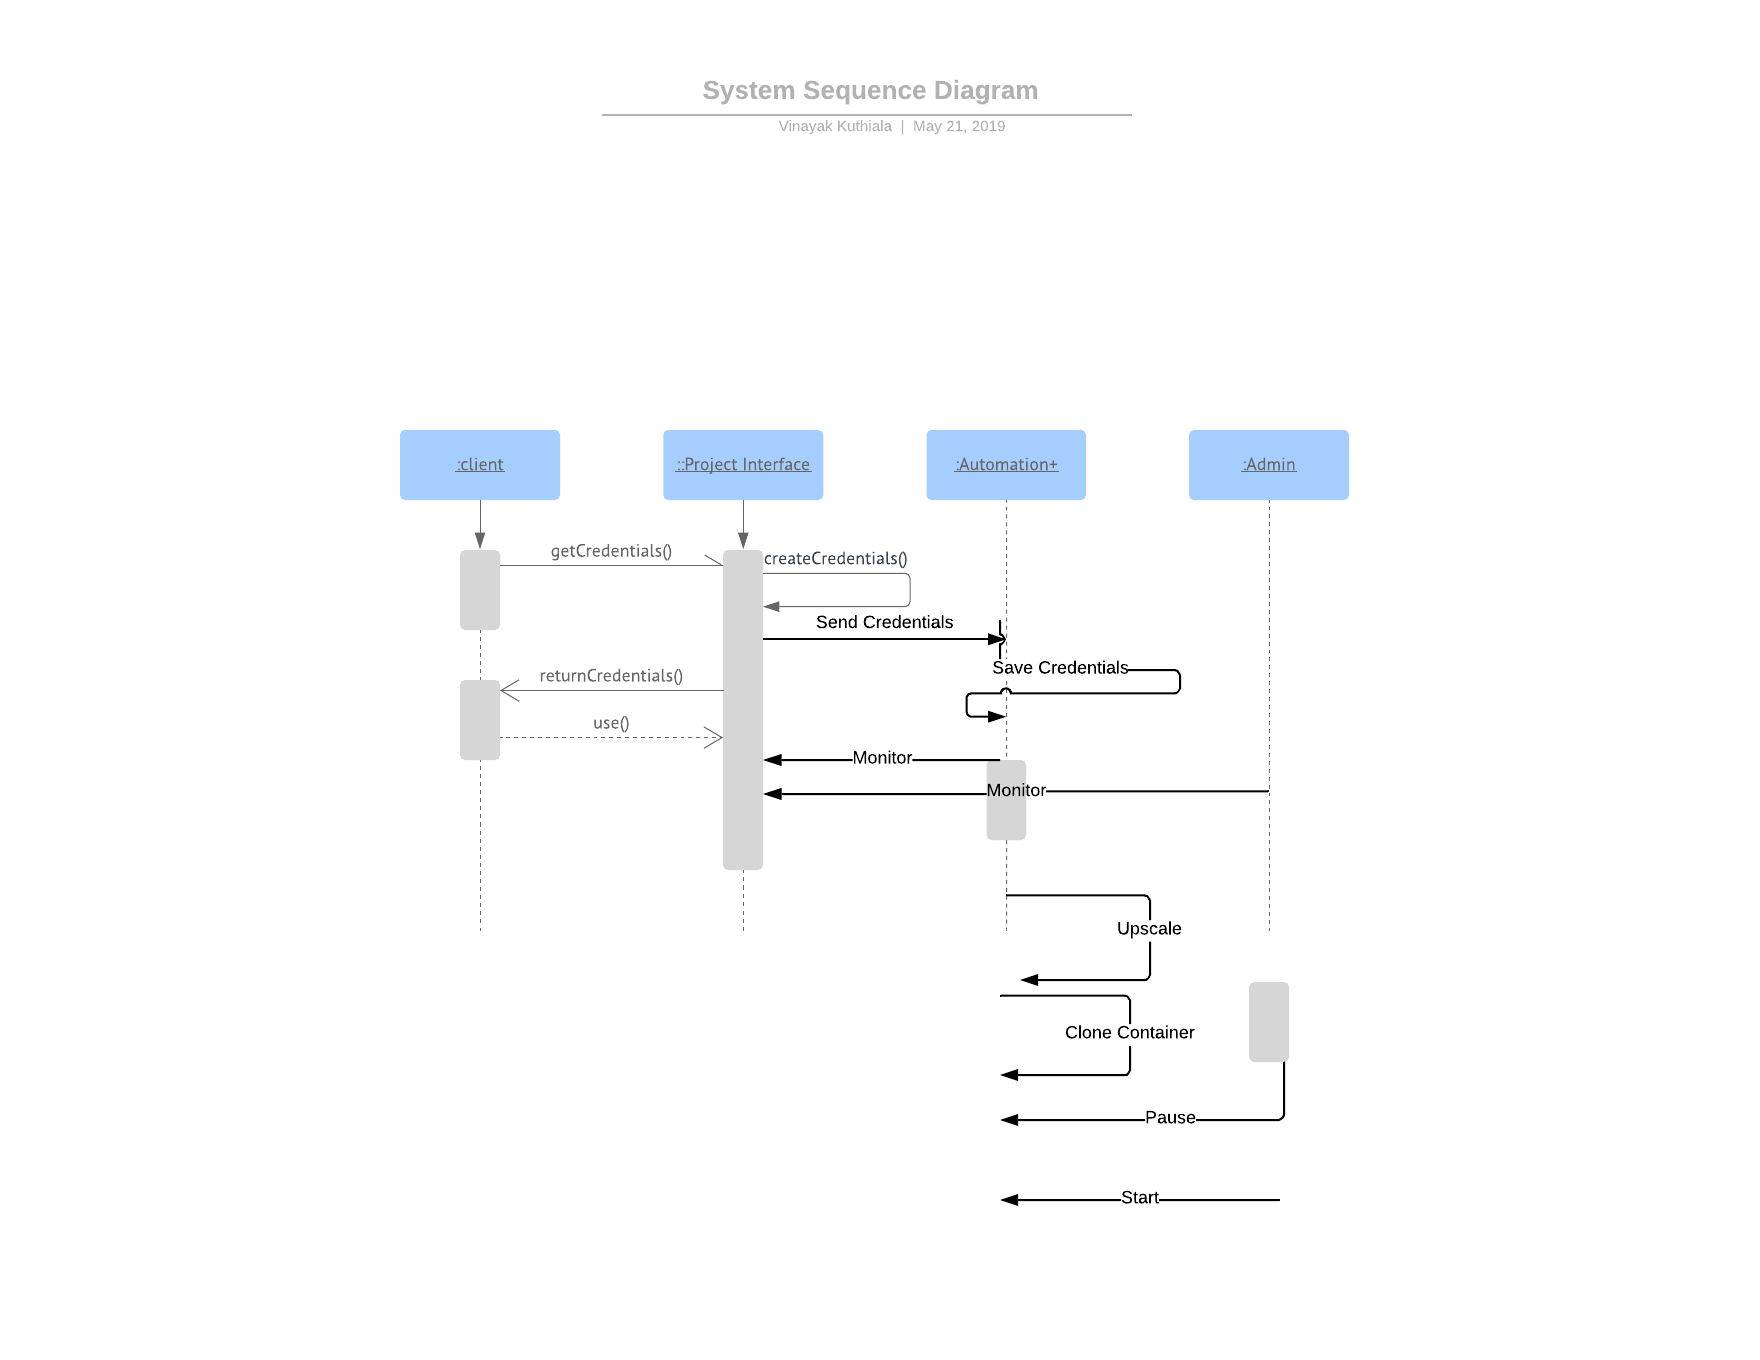 System Sequence Diagram
Vinayak Kuthiala | May 21, 2019
:client
::Project Interface
:Automation+
:Admin
getCredentials()
createCredentials()
Send Credentials
Save Credentials
returnCredentials()
use()
Monitor
Monitor
Upscale
Clone Container
Pause
Start